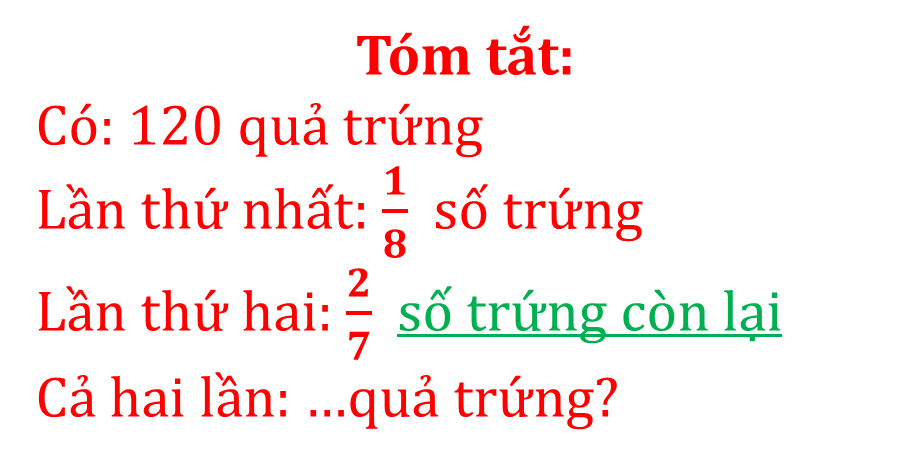 Tóm tắt:
Có: 120 quả trứng
Lần thứ nhất: 1/8 số trứng
Lần thứ hai: 2/7 số trứng còn lại
Cả hai lần: ...quả trứng?